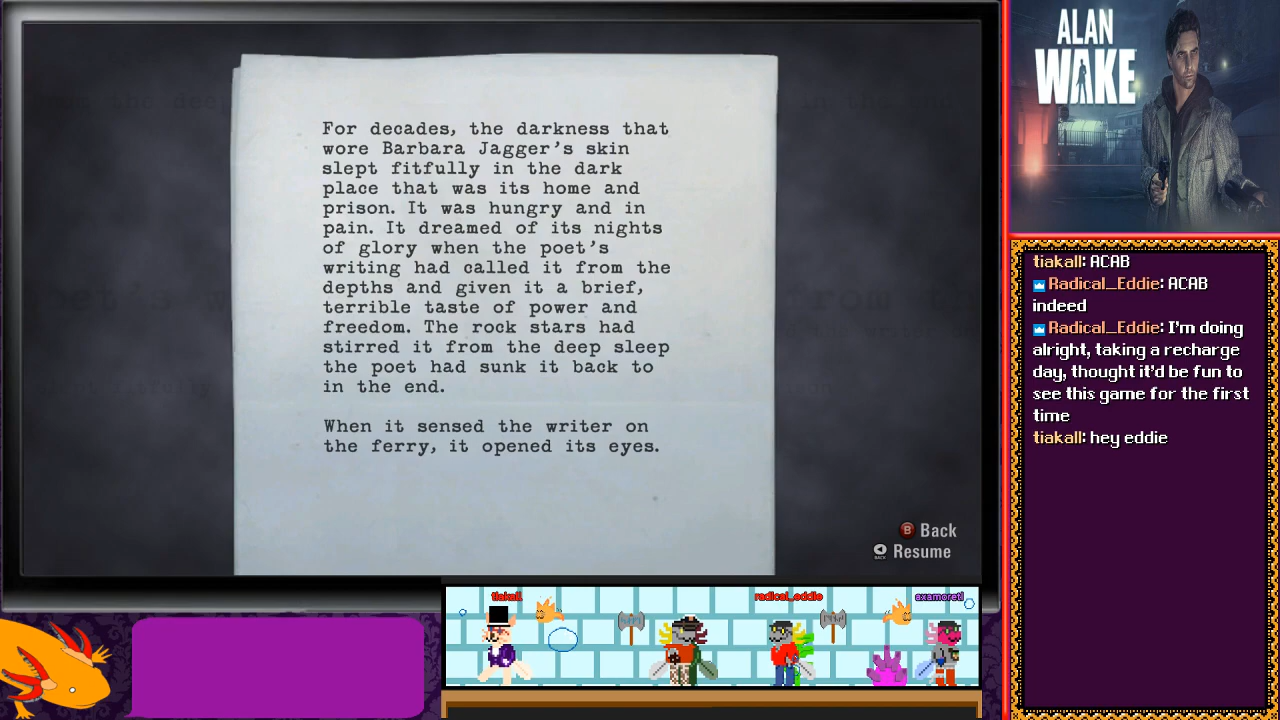 For decades, the darkness that
wore Barbara Jagger's skin
slept fitfully in the dark
place that was its home and
prison. It was hungry and in
pain. It dreamed of its nights
of glory when the poet's
writing had called it from the
depths and given it a brief,
terrible taste of power and
freedom. The rock stars had
stirred it from the deep sleep
the poet had sunk it back to
in the end.
When it sensed the writer on
the ferry, it opened its eyes.
B Back
BACK Resume
ALAN
WAKE
tiakall: ACAB
Radical_Eddie: ACAB
indeed
Radical_Eddie: I'm doing
alright, taking a recharge
day, thought it'd be fun to
see this game for the first
time
tiakall: hey eddie
tiakall
radical_eddie
axamoretl